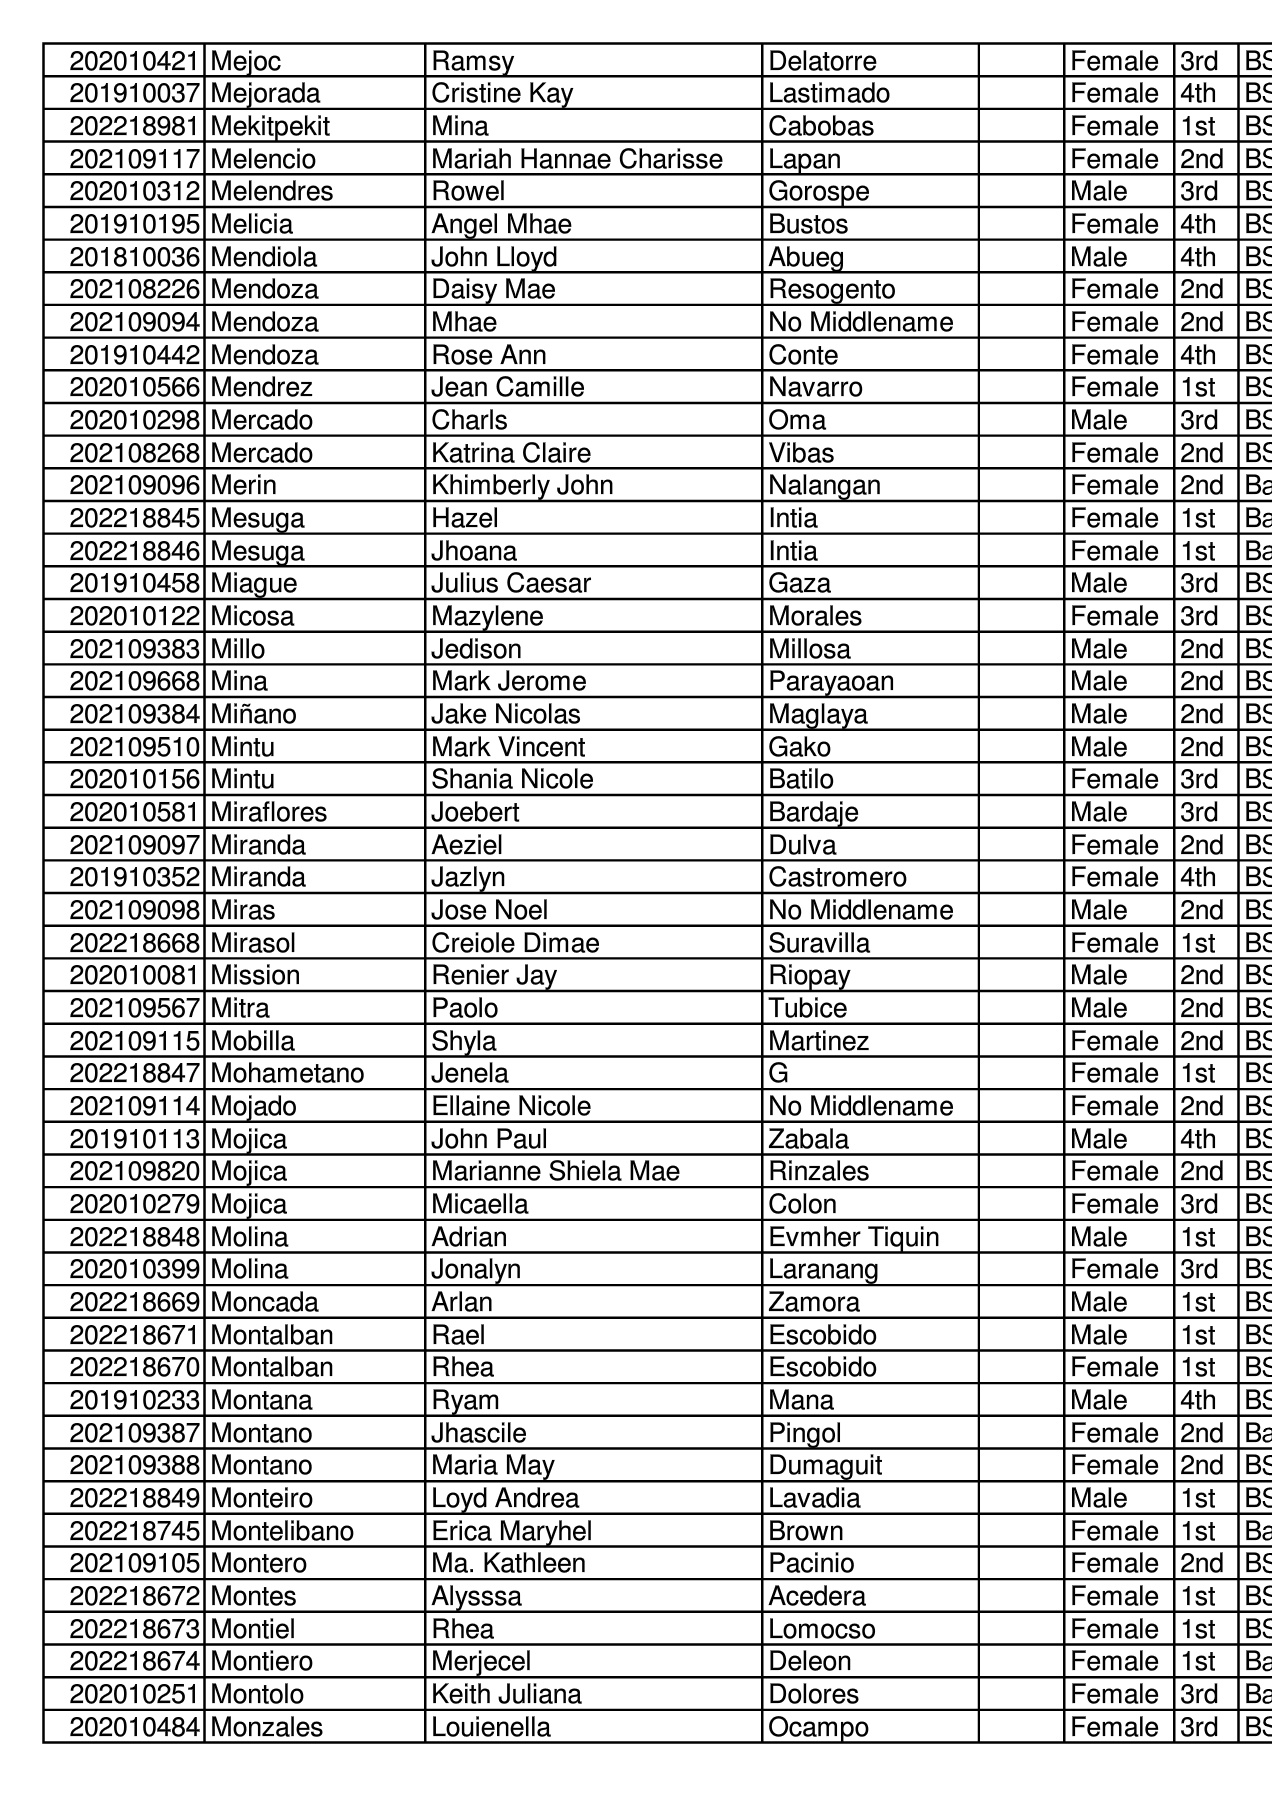 202010421 Mejoc Ramsy Delatorre Female 3rd BS
201910037 Mejorada Cristine Kay Lastimado Female 4th BS
202218981 Mekitpekit Mina Cabobas Female 1st BS
202109117 Melencio Mariah Hannae Charisse Lapan Female 2nd BS
202010312 Melendres Rowel Gorospe Male 3rd BS
201910195 Melicia Angel Mhae Bustos Female 4th BS
201810036 Mendiola John Lloyd Abueg Male 4th BS
202108226 Mendoza Daisy Mae Resogento Female 2nd BS
202109094 Mendoza Mhae No Middlename Female 2nd BS
201910442 Mendoza Rose Ann Conte Female 4th BS
202010566 Mendrez Jean Camille Navarro Female 1st BS
202010298 Mercado Charls Oma Male 3rd BS
202108268 Mercado Katrina Claire Vibas Female 2nd BS
202109096 Merin Khimberly John Nalangan Female 2nd Ba
202218845 Mesuga Hazel Intia Female 1st Ba
202218846 Mesuga Jhoana Intia Female 1st Ba
201910458 Miague Julius Caesar Gaza Male 3rd BS
202010122 Micosa Mazylene Morales Female 3rd BS
202109383 Millo Jedison Millosa Male 2nd BS
202109668 Mina Mark Jerome Parayaoan Male 2nd BS
202109384 Miñano Jake Nicolas Maglaya Male 2nd BS
202109510 Mintu Mark Vincent Gako Male 2nd BS
202010156 Mintu Shania Nicole Batilo Female 3rd BS
202010581 Miraflores Joebert Bardaje Male 3rd BS
202109097 Miranda Aeziel Dulva Female 2nd BS
201910352 Miranda Jazlyn Castromero Female 4th BS
202109098 Miras Jose Noel No Middlename Male 2nd BS
202218668 Mirasol Creiole Dimae Suravilla Female 1st BS
202010081 Mission Renier Jay Riopay Male 2nd BS
202109567 Mitra Paolo Tubice Male 2nd BS
202109115 Mobilla Shyla Martinez Female 2nd BS
202218847 Mohametano Jenela G Female 1st BS
202109114 Mojado Ellaine Nicole No Middlename Female 2nd BS
201910113 Mojica John Paul Zabala Male 4th BS
202109820 Mojica Marianne Shiela Mae Rinzales Female 2nd BS
202010279 Mojica Micaella Colon Female 3rd BS
202218848 Molina Adrian Evmher Tiquin Male 1st BS
202010399 Molina Jonalyn Laranang Female 3rd BS
202218669 Moncada Arlan Zamora Male 1st BS
202218671 Montalban Rael Escobido Male 1st BS
202218670 Montalban Rhea Escobido Female 1st BS
201910233 Montana Ryam Mana Male 4th BS
202109387 Montano Jhascile Pingol Female 2nd Ba
202109388 Montano Maria May Dumaguit Female 2nd BS
202218849 Monteiro Loyd Andrea Lavadia Male 1st BS
202218745 Montelibano Erica Maryhel Brown Female 1st Ba
202109105 Montero Ma. Kathleen Pacinio Female 2nd BS
202218672 Montes Alysssa Acedera Female 1st BS
202218673 Montiel Rhea Lomocso Female 1st BS
202218674 Montiero Merjecel Deleon Female 1st Ba
202010251 Montolo Keith Juliana Dolores Female 3rd Ba
202010484 Monzales Louienella Ocampo Female 3rd BS